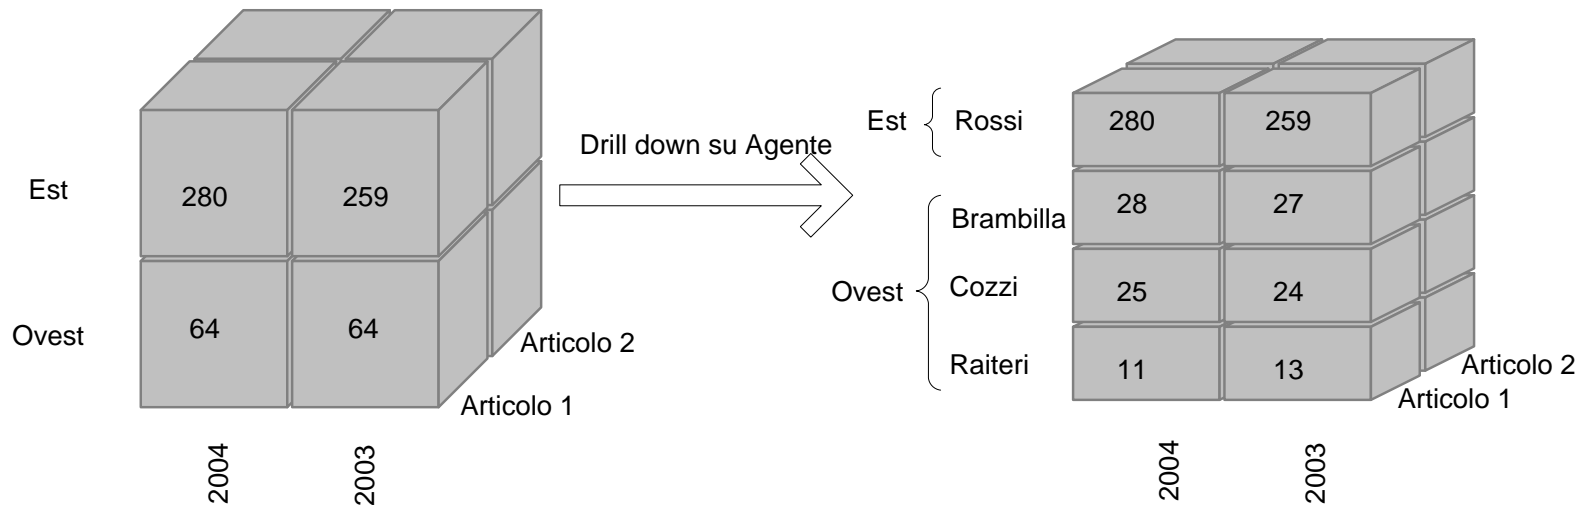 Est
280
259
Ovest
64
64
Articolo 2
Articolo 1
2004
2003
Drill down su Agente
Est
Rossi
280
259
Ovest
Brambilla
28
27
Cozzi
25
24
Raiteri
11
13
Articolo 2
Articolo 1
2004
2003